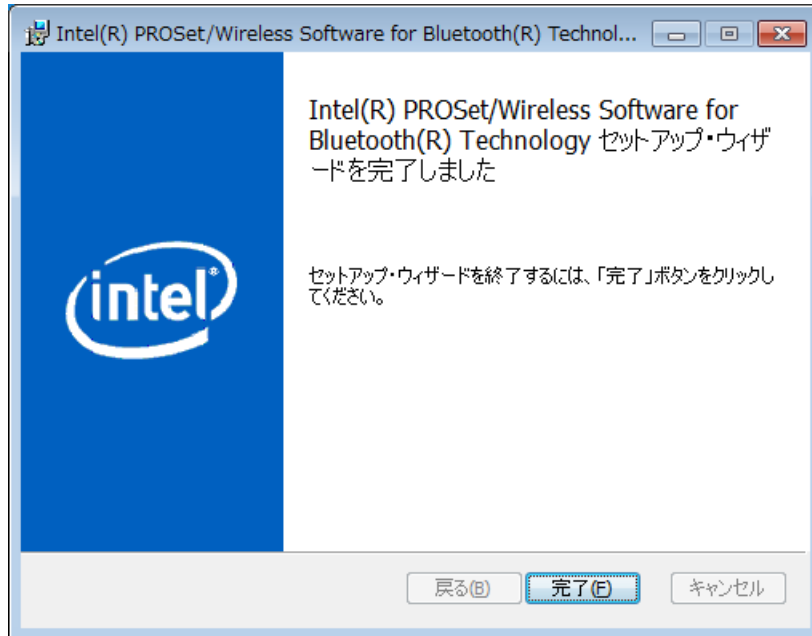 Intel(R) PROSet/Wireless Software for Bluetooth(R) Technol...
Intel(R) PROSet/Wireless Software for
Bluetooth(R) Technology セットアップ・ウィザ
ードを完了しました
intel®
セットアップ・ウィザードを終了するには、「完了」ボタンをクリックし
てください。
戻る(B)
完了(F)
キャンセル